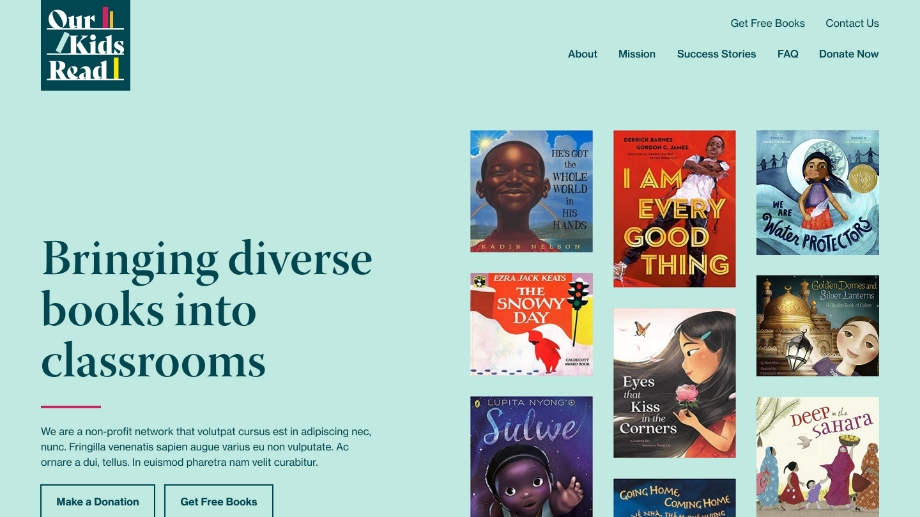 Our
Kids
Read
Get Free Books
Contact Us
About
Mission
Success Stories
FAQ
Donate Now
Bringing diverse
books into
classrooms
We are a non-profit network that volutpat cursus est in adipiscing nec,
nunc. Fringilla venenatis sapien augue varius eu non vulputate. Ac
ornare a dui, tellus. In euismod pharetra nam velit curabitur.
Make a Donation
Get Free Books
HE'S GOT
the
WHOLE
WORLD
in
HIS
HANDS
KADIR NELSON
EZRA JACK KEATS
THE
SNOWY
DAY
CALDECOTT
AWARD BOOK
LUPITA NYONG'O
Sulwe
DERRICK BARNES
GORDON C. JAMES
I AM
EVERY
GOOD
THING
Eyes
that
Kiss
in the
Corners
GOING HOME,
COMING HOME
VỀ NHÀ, THĂM QUÊ HƯƠNG
WE
ARE
Water PROTECTORS
Golden Domes and
Silver Lanterns
DEEP in the
SAHARA